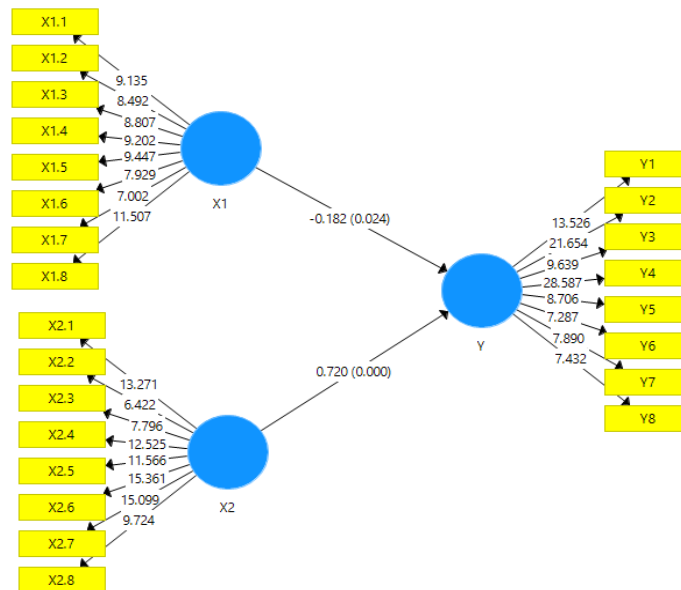 X1.1
X1.2
X1.3
X1.4
X1.5
X1.6
X1.7
X1.8
9.135
8.492
8.807
9.202
9.447
7.929
7.002
11.507
X1
-0.182 (0.024)
X2.1
X2.2
X2.3
X2.4
X2.5
X2.6
X2.7
X2.8
13.271
6.422
7.796
12.525
11.566
15.361
15.099
9.724
X2
0.720 (0.000)
Y
13.526
21.654
9.639
28.587
8.706
7.287
7.890
7.432
Y1
Y2
Y3
Y4
Y5
Y6
Y7
Y8